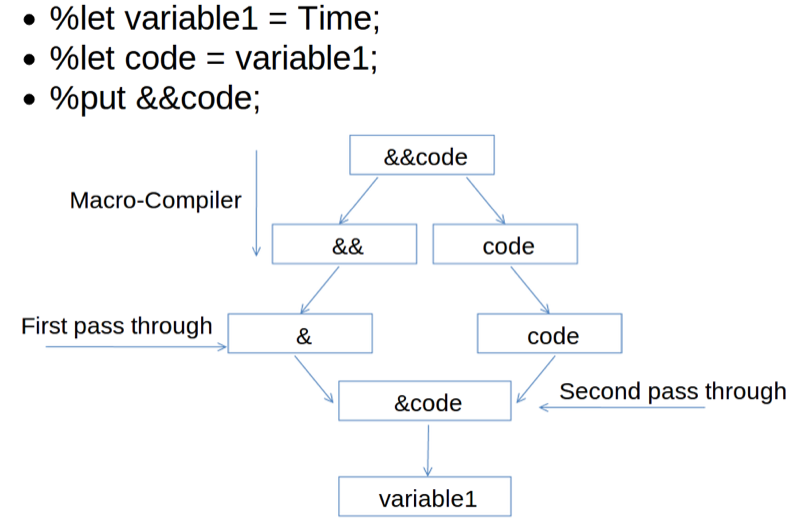 • %let variable1 = Time;
• %let code = variable1;
• %put &&code;
&&code
Macro-Compiler
&& code
First pass through
& code
&code
Second pass through
variable1